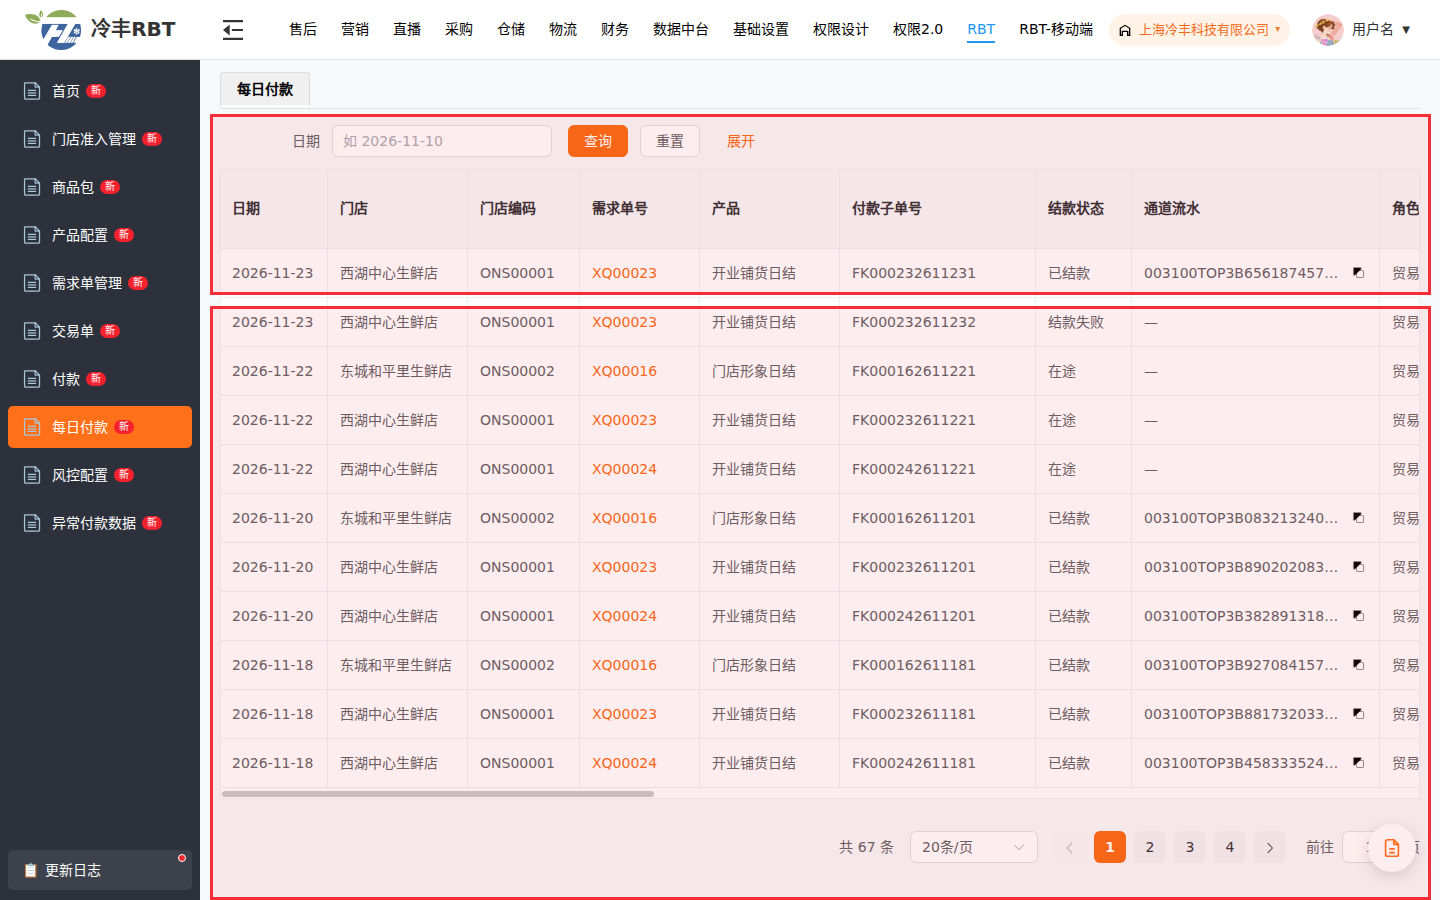 冷丰RBT
售后 营销 直播 采购 仓储 物流 财务 数据中台 基础设置 权限设计 权限2.0 RBT RBT-移动端 上海冷丰科技有限公司 ▾ 用户名 ▼
首页 新
门店准入管理 新
商品包 新
产品配置 新
需求单管理 新
交易单 新
付款 新
每日付款 新
风控配置 新
异常付款数据 新
更新日志
每日付款
日期 如 2026-11-10 查询 重置 展开
日期 门店 门店编码 需求单号 产品 付款子单号 结款状态 通道流水 角色
2026-11-23 西湖中心生鲜店 ONS00001 XQ00023 开业铺货日结 FK000232611231 已结款 003100TOP3B656187457... 贸易
2026-11-23 西湖中心生鲜店 ONS00001 XQ00023 开业铺货日结 FK000232611232 结款失败 — 贸易
2026-11-22 东城和平里生鲜店 ONS00002 XQ00016 门店形象日结 FK000162611221 在途 — 贸易
2026-11-22 西湖中心生鲜店 ONS00001 XQ00023 开业铺货日结 FK000232611221 在途 — 贸易
2026-11-22 西湖中心生鲜店 ONS00001 XQ00024 开业铺货日结 FK000242611221 在途 — 贸易
2026-11-20 东城和平里生鲜店 ONS00002 XQ00016 门店形象日结 FK000162611201 已结款 003100TOP3B083213240... 贸易
2026-11-20 西湖中心生鲜店 ONS00001 XQ00023 开业铺货日结 FK000232611201 已结款 003100TOP3B890202083... 贸易
2026-11-20 西湖中心生鲜店 ONS00001 XQ00024 开业铺货日结 FK000242611201 已结款 003100TOP3B382891318... 贸易
2026-11-18 东城和平里生鲜店 ONS00002 XQ00016 门店形象日结 FK000162611181 已结款 003100TOP3B927084157... 贸易
2026-11-18 西湖中心生鲜店 ONS00001 XQ00023 开业铺货日结 FK000232611181 已结款 003100TOP3B881732033... 贸易
2026-11-18 西湖中心生鲜店 ONS00001 XQ00024 开业铺货日结 FK000242611181 已结款 003100TOP3B458333524... 贸易
共 67 条 20条/页 1 2 3 4 前往